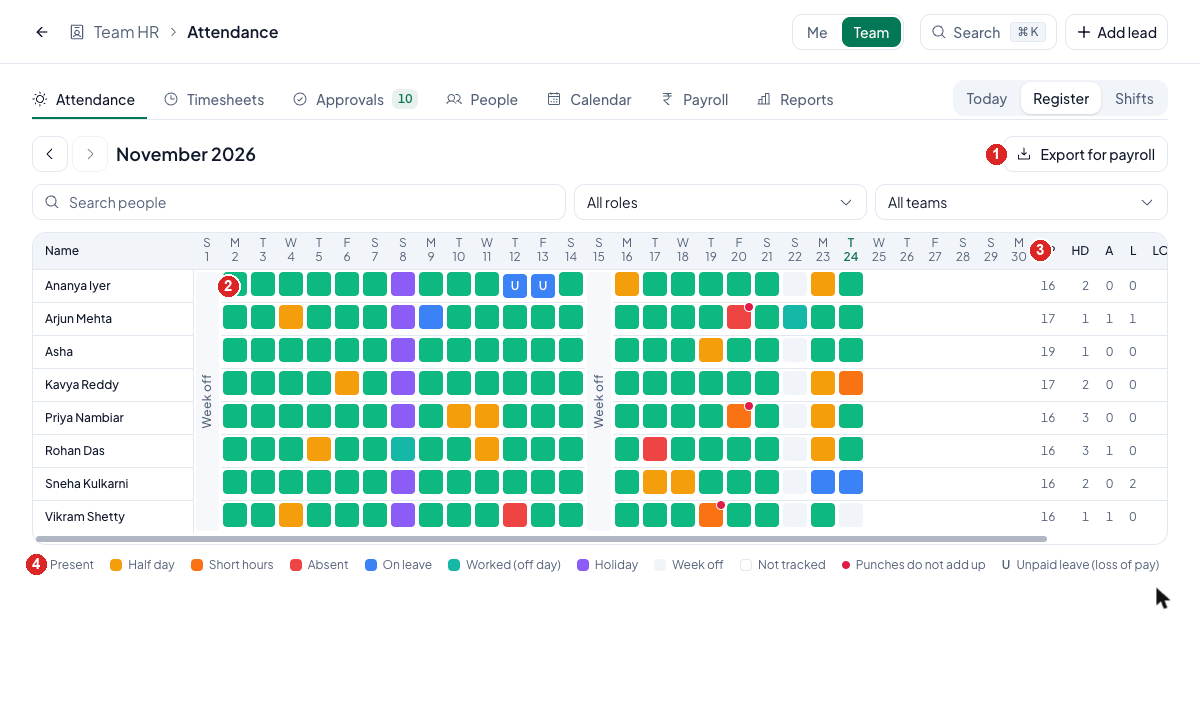 Team HR > Attendance
Me Team Search ⌘ K + Add lead
Attendance Timesheets Approvals 10 People Calendar ₹ Payroll Reports Today Register Shifts
November 2026 1 Export for payroll
Search people All roles All teams
Name S M T W T F S S M T W T F S S M T W T F S S M T W T F S S M 3 HD A L
1 2 3 4 5 6 7 8 9 10 11 12 13 14 15 16 17 18 19 20 21 22 23 24 25 26 27 28 29 30
Ananya Iyer 2 U U 16 2 0 0
Arjun Mehta 17 1 1 1
Asha 19 1 0 0
Kavya Reddy 17 2 0 0
Week off Week off
Priya Nambiar 16 3 0 0
Rohan Das 16 3 1 0
Sneha Kulkarni 16 2 0 2
Vikram Shetty 16 1 1 0
4 Present Half day Short hours Absent On leave Worked (off day) Holiday Week off Not tracked Punches do not add up U Unpaid leave (loss of pay)